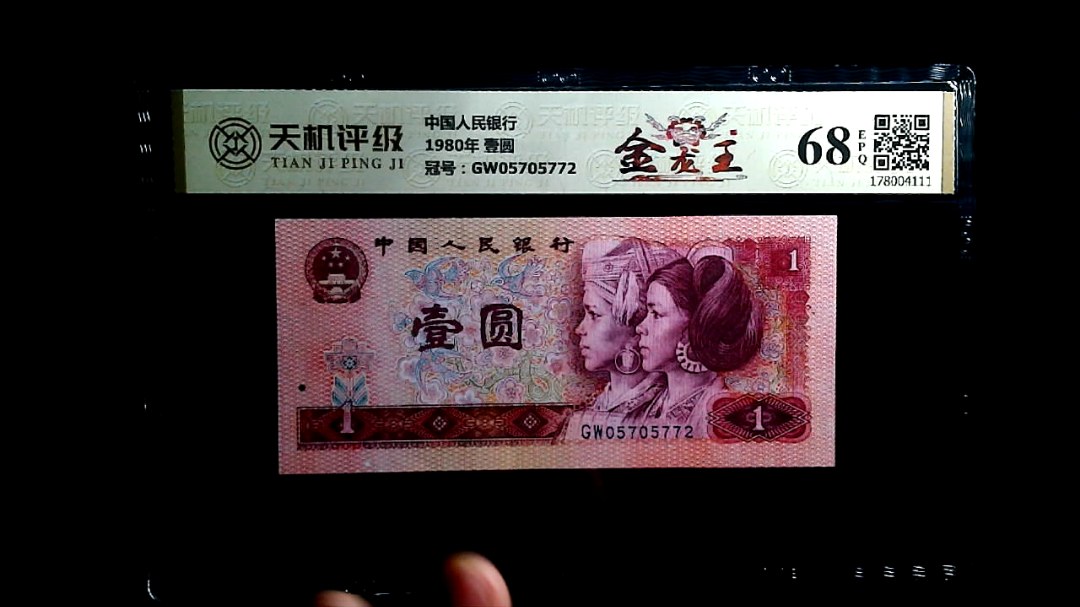 天机评级
TIAN JI PING JI
中国人民银行
1980年 壹圆
冠号：GW05705772
金龙王
68
EPQ
178004111
中国人民银行
1
壹圆
1
GW05705772
1